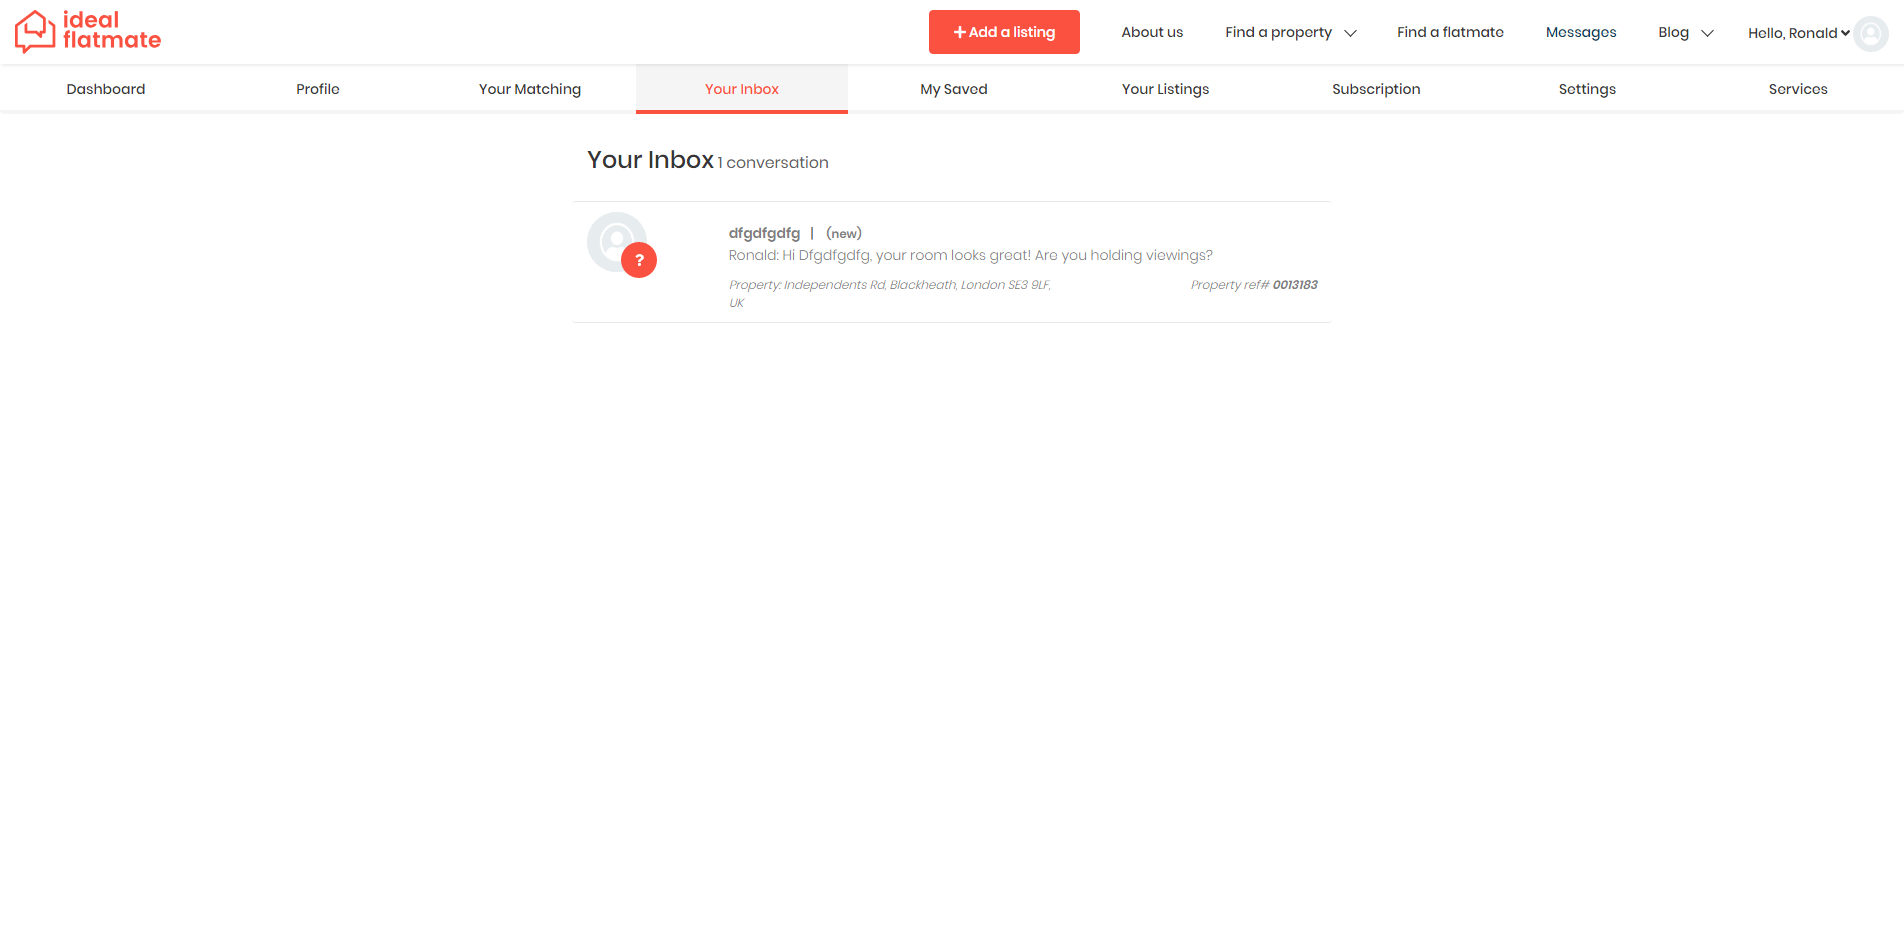 ideal
flatmate
+ Add a listing
About us
Find a property
Find a flatmate
Messages
Blog
Hello, Ronald
Dashboard
Profile
Your Matching
Your Inbox
My Saved
Your Listings
Subscription
Settings
Services
Your Inbox 1 conversation
?
dfgdfgdfg | (new)
Ronald: Hi Dfgdfgdfg, your room looks great! Are you holding viewings?
Property: Independents Rd, Blackheath, London SE3 9LF,
UK
Property ref# 0013183